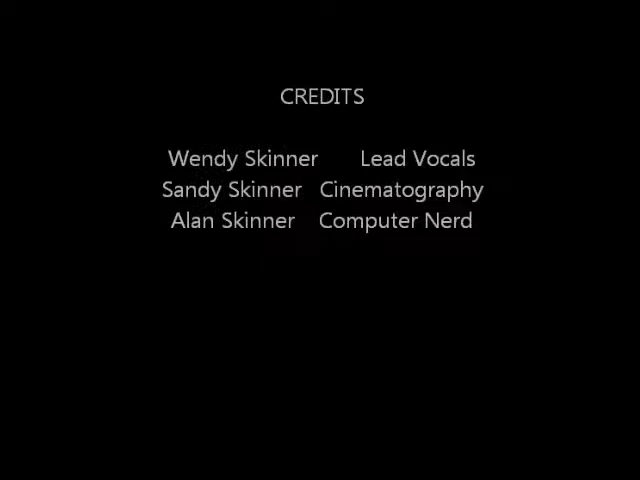 CREDITS
Wendy Skinner Lead Vocals
Sandy Skinner Cinematography
Alan Skinner Computer Nerd